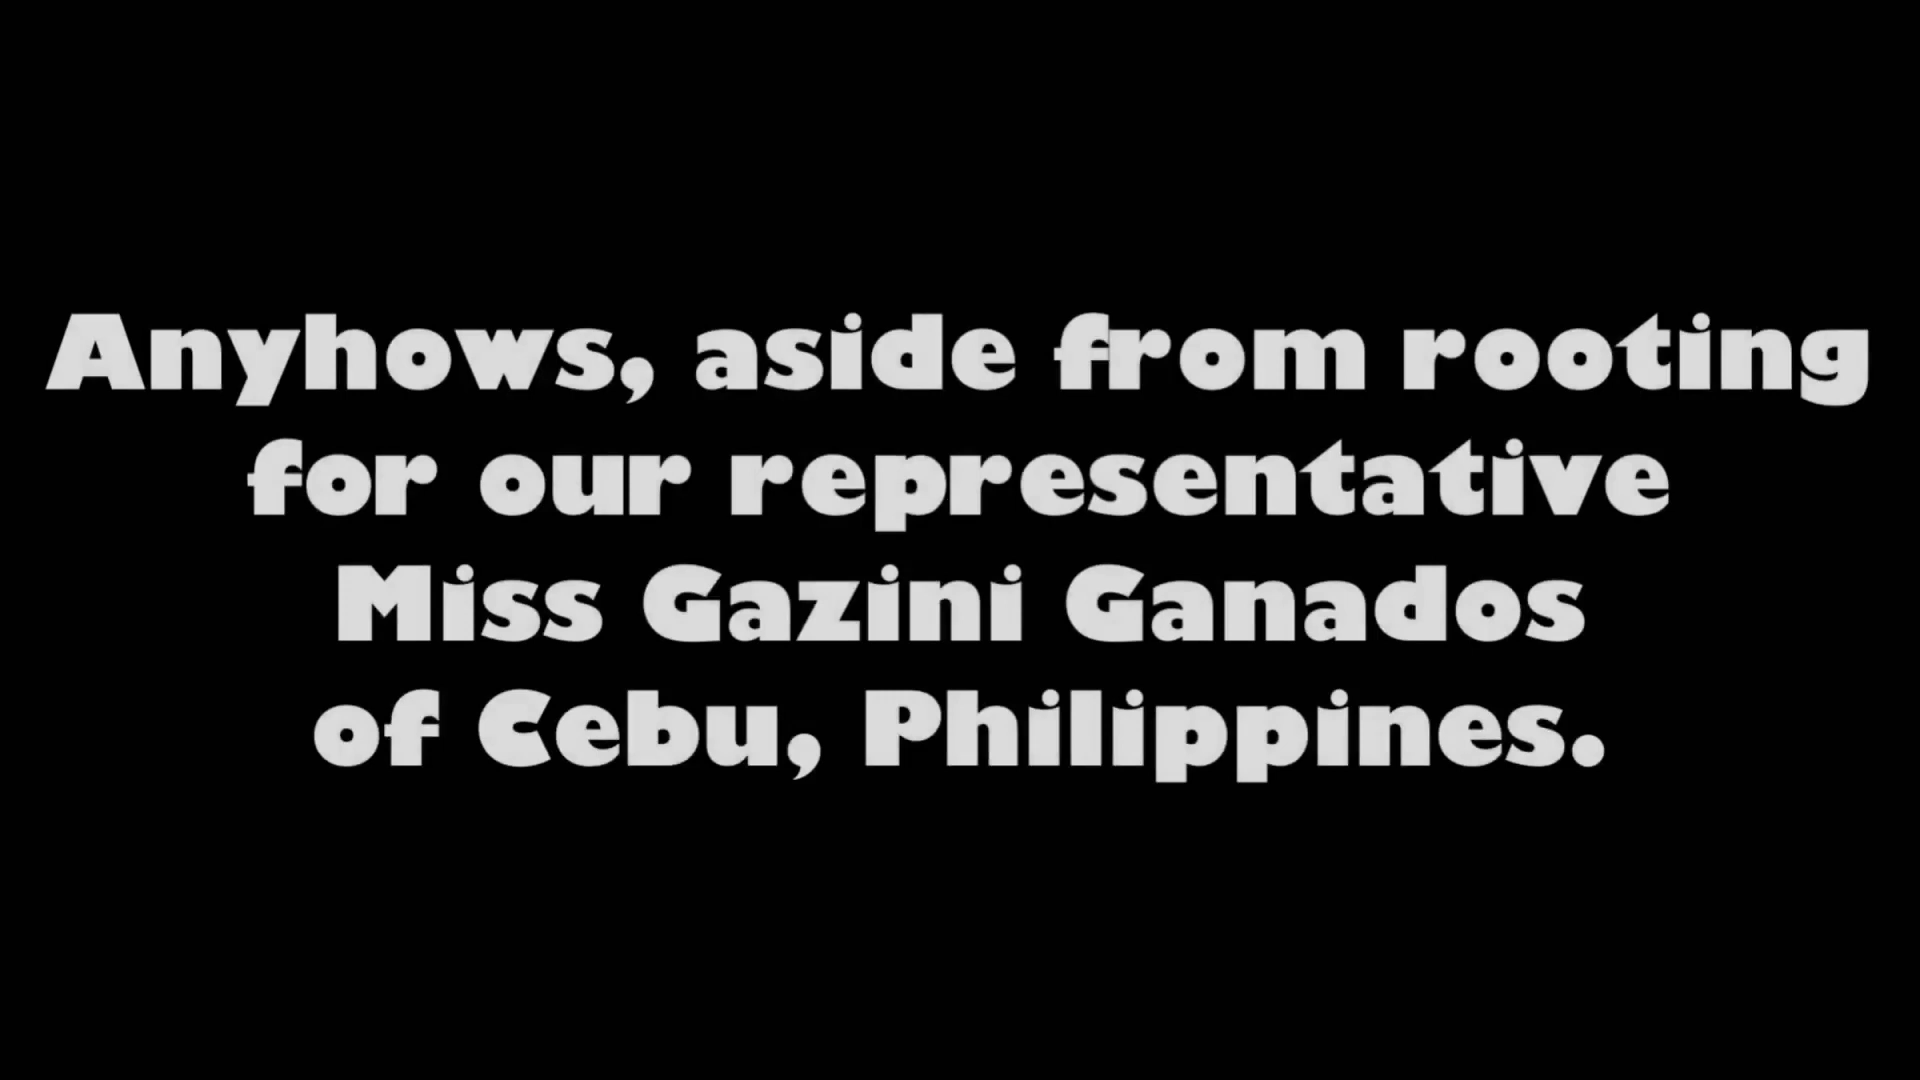 Anyhows, aside from rooting
for our representative
Miss Gazini Ganados
of Cebu, Philippines.